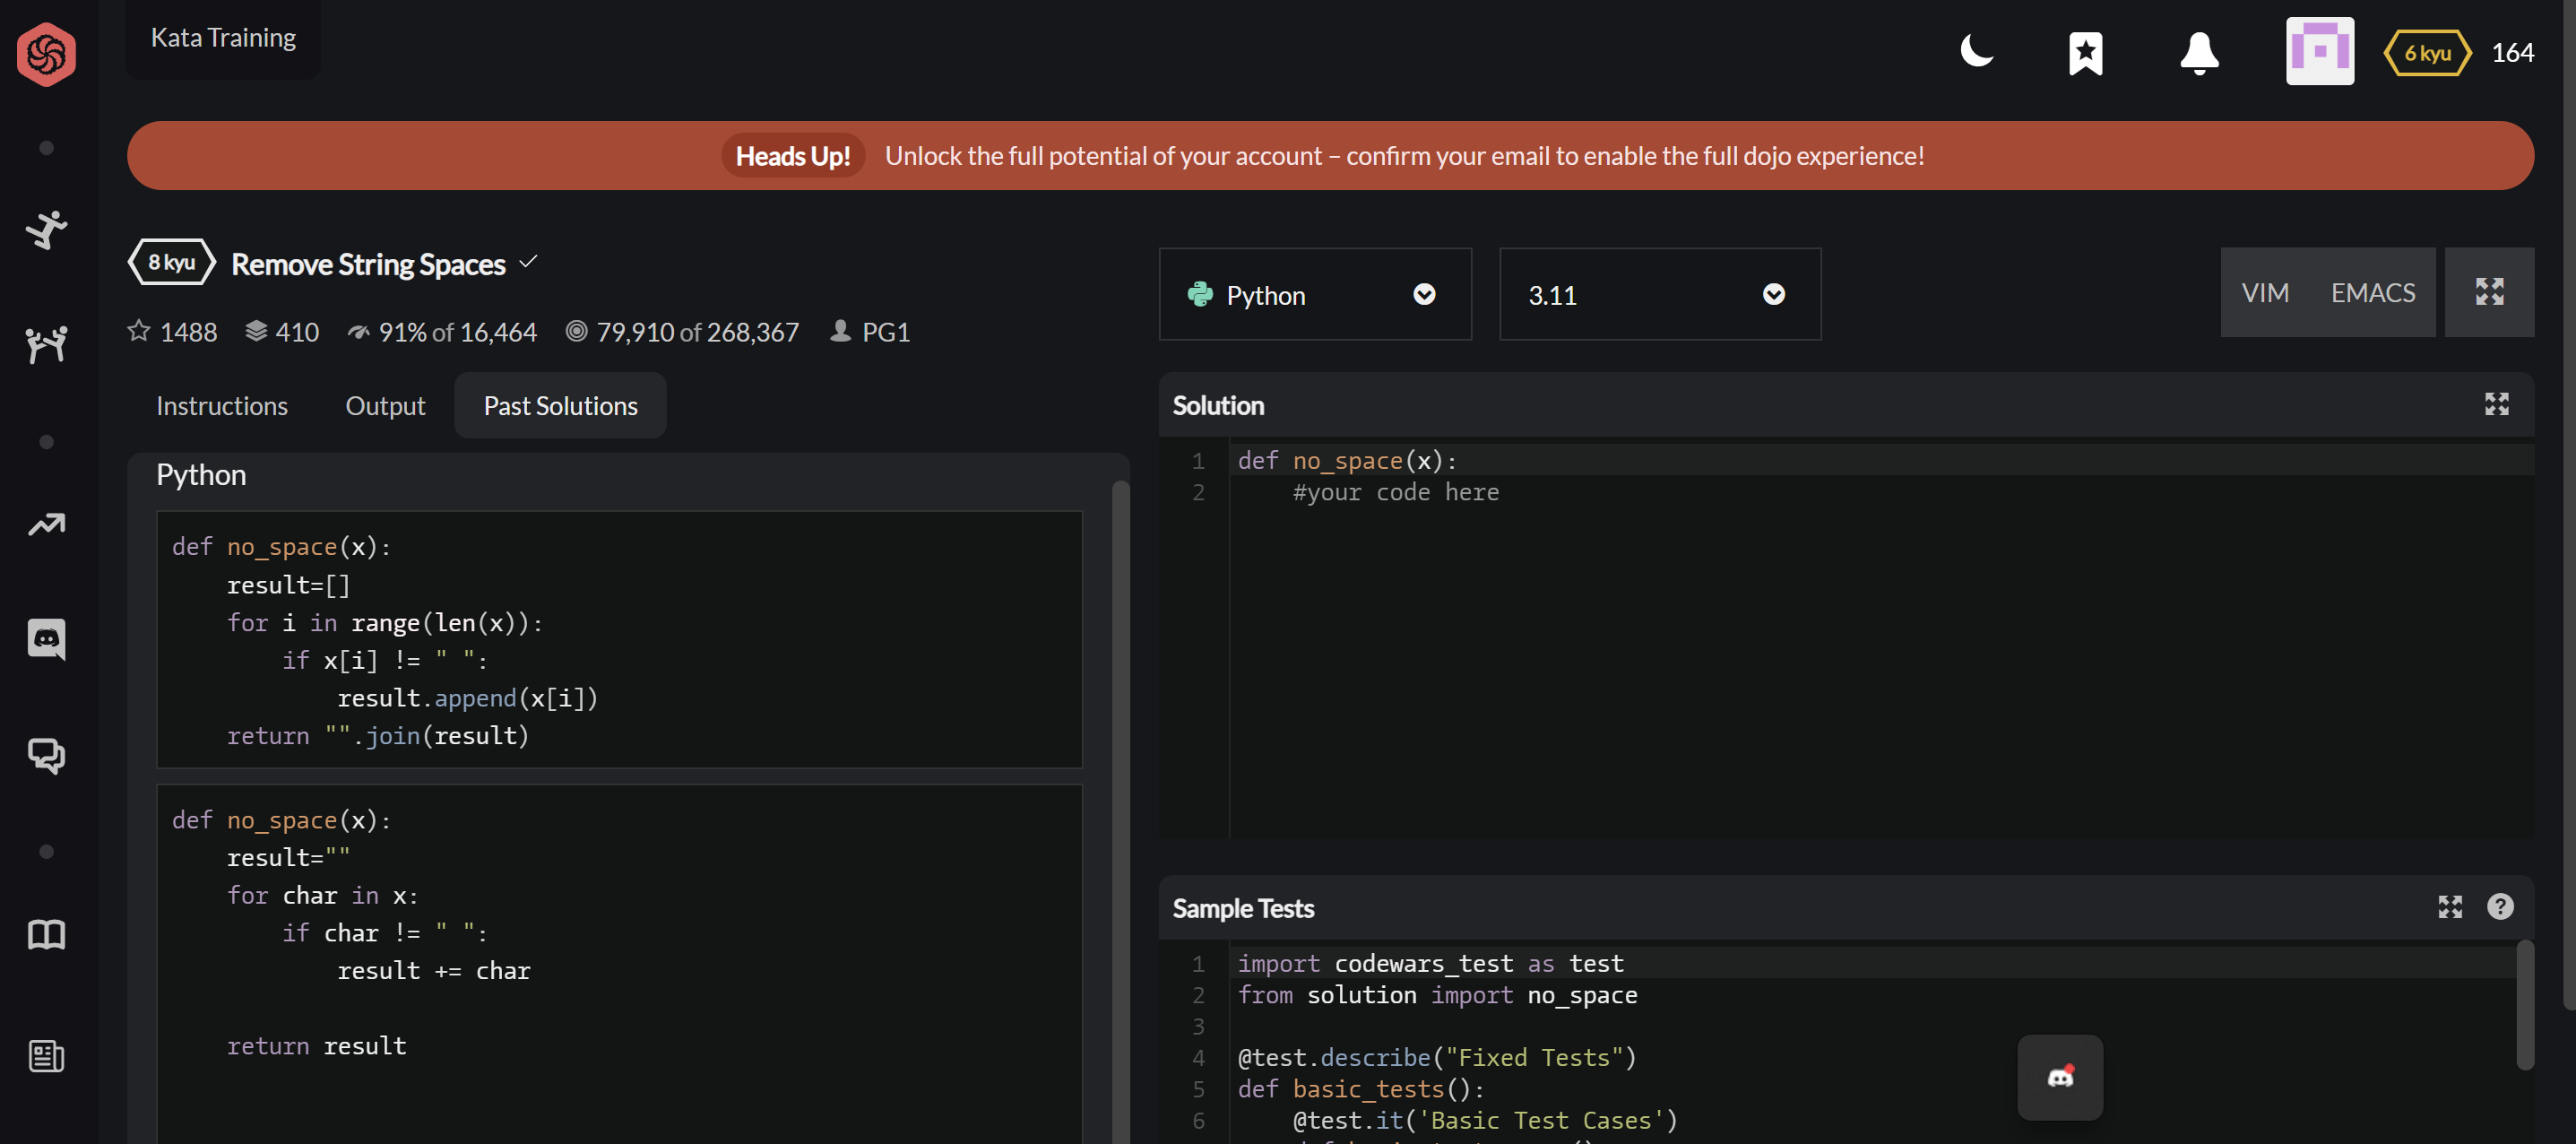 Kata Training
6 kyu 164
Heads Up! Unlock the full potential of your account – confirm your email to enable the full dojo experience!
8 kyu Remove String Spaces
1488 410 91% of 16,464 79,910 of 268,367 PG1
Instructions Output Past Solutions
Python
def no_space(x):
    result=[]
    for i in range(len(x)):
        if x[i] != " ":
            result.append(x[i])
    return "".join(result)
def no_space(x):
    result=""
    for char in x:
        if char != " ":
            result += char
    return result
Python 3.11 VIM EMACS
Solution
1 def no_space(x):
2     #your code here
Sample Tests
1 import codewars_test as test
2 from solution import no_space
3
4 @test.describe("Fixed Tests")
5 def basic_tests():
6     @test.it('Basic Test Cases')